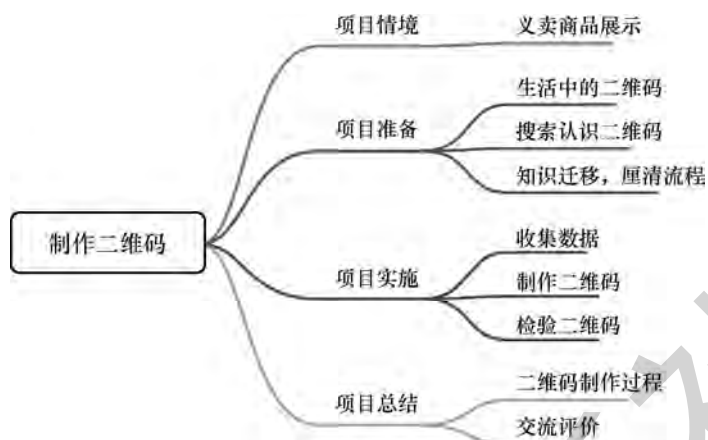 制作二维码
项目情境
义卖商品展示
项目准备
生活中的二维码
搜索认识二维码
知识迁移，厘清流程
项目实施
收集数据
制作二维码
检验二维码
项目总结
二维码制作过程
交流评价